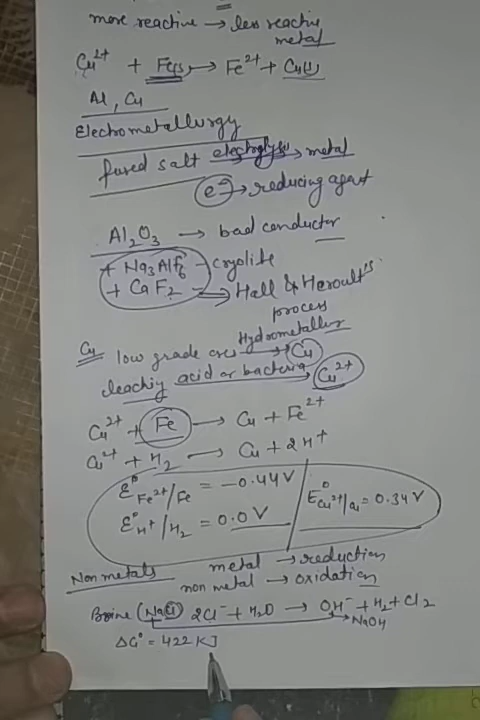 more reactive → less reactive
metal
Cu²⁺ + Fe(s) → Fe²⁺ + Cu(s)
Al, Cu
Electrometallurgy
fused salt electrolysis → metal
e⁻ → reducing agent
Al₂O₃ → bad conductor
+ Na₃AlF₆ - cryolite
+ CaF₂ ⇒ Hall & Heroult's
process
Hydrometallur
Cu low grade ores → Cu
leaching acid or bacteria → Cu²⁺
Cu²⁺ + Fe → Cu + Fe²⁺
Cu²⁺ + H₂ → Cu + 2H⁺
E° Fe²⁺/Fe = -0.44V
E° Cu²⁺/Cu = 0.34V
E° H⁺/H₂ = 0.0V
Non metals
metal → reduction
non metal → oxidation
Brine (NaCl) 2Cl⁻ + H₂O → OH⁻ + H₂ + Cl₂
→ NaOH
ΔG° = 422 KJ